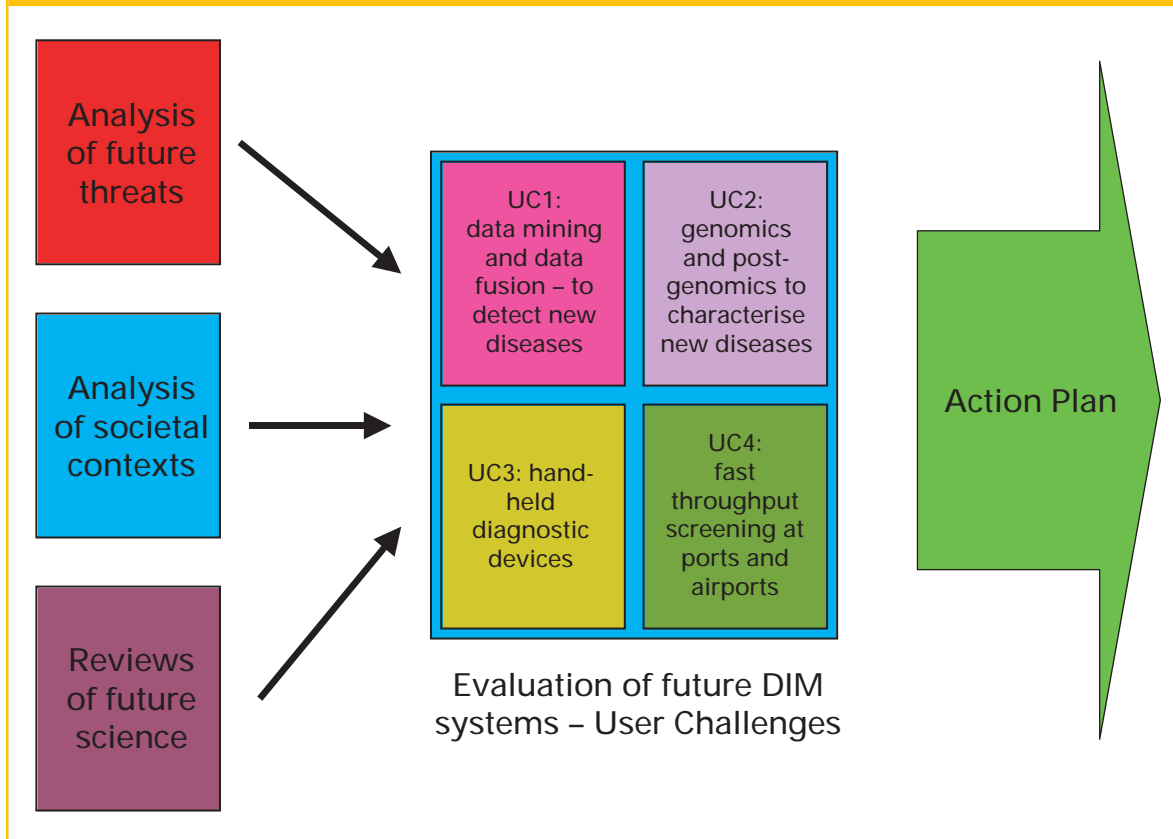 Analysis
of future
threats
Analysis
of societal
contexts
Reviews
of future
science
UC1:
data mining
and data
fusion – to
detect new
diseases
UC2:
genomics
and post-
genomics to
characterise
new diseases
UC3: hand-
held
diagnostic
devices
UC4:
fast
throughput
screening at
ports and
airports
Evaluation of future DIM
systems – User Challenges
Action Plan